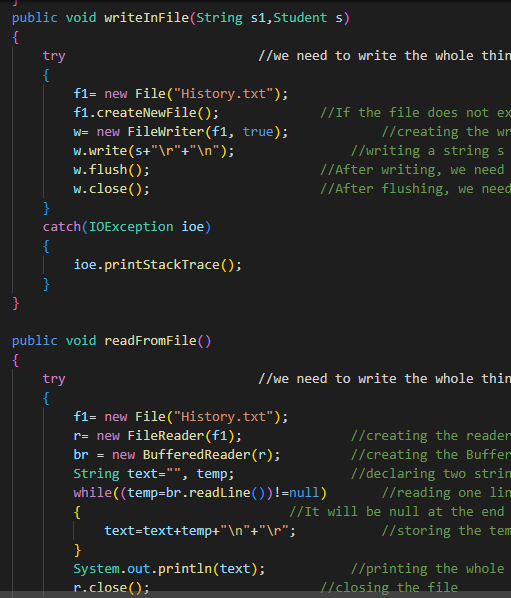 }
public void writeInFile(String s1,Student s)
{
try //we need to write the whole thin
{
f1= new File("History.txt");
f1.createNewFile(); //If the file does not ex
w= new FileWriter(f1, true); //creating the wr
w.write(s+"\r"+"\n"); //writing a string s
w.flush(); //After writing, we need
w.close(); //After flushing, we need
}
catch(IOException ioe)
{
ioe.printStackTrace();
}
}
public void readFromFile()
{
try //we need to write the whole thin
{
f1= new File("History.txt");
r= new FileReader(f1); //creating the reader
br = new BufferedReader(r); //creating the Buffer
String text="", temp; //declaring two strin
while((temp=br.readLine())!=null) //reading one lin
{ //It will be null at the end
text=text+temp+"\n"+"\r"; //storing the tem
}
System.out.println(text); //printing the whole
r.close(); //closing the file